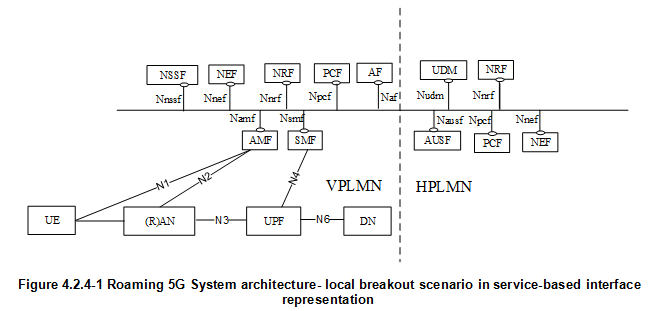 NSSF NEF NRF PCF AF UDM NRF
Nnssf Nnef Nnrf Npcf Naf Nudm Nnrf
Namf Nsmf Nausf Npcf Nnef
AMF SMF AUSF PCF NEF
N1 N2 N4 VPLMN HPLMN
UE (R)AN N3 UPF N6 DN
Figure 4.2.4-1 Roaming 5G System architecture- local breakout scenario in service-based interface
representation